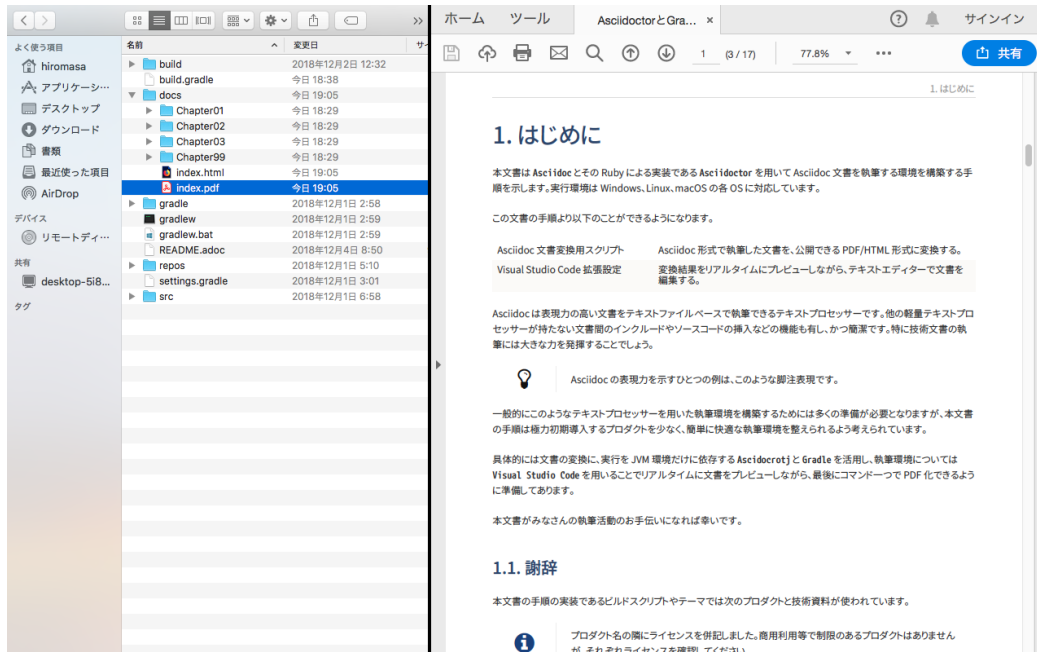 よく使う項目
hiromasa
アプリケーシ…
デスクトップ
ダウンロード
書類
最近使った項目
AirDrop
デバイス
リモートディ…
共有
desktop-5i8...
タグ
名前 変更日 サイ
build 2018年12月2日 12:32
build.gradle 今日 18:38
docs 今日 19:05
Chapter01 今日 18:29
Chapter02 今日 18:29
Chapter03 今日 18:29
Chapter99 今日 18:29
index.html 今日 19:05
index.pdf 今日 19:05
gradle 2018年12月1日 2:58
gradlew 2018年12月1日 2:59
gradlew.bat 2018年12月1日 2:59
README.adoc 2018年12月4日 8:50
repos 2018年12月1日 5:10
settings.gradle 2018年12月1日 3:01
src 2018年12月1日 6:58
ホーム ツール AsciidoctorとGra... × サインイン
1 (3 / 17) 77.8% 共有
1. はじめに
1. はじめに
本文書は Asciidoc とその Ruby による実装である Asciidoctor を用いて Asciidoc 文書を執筆する環境を構築する手
順を示します。実行環境は Windows、Linux、macOS の各 OS に対応しています。
この文書の手順より以下のことができるようになります。
Asciidoc 文書変換用スクリプト Asciidoc 形式で執筆した文書を、公開できる PDF/HTML 形式に変換する。
Visual Studio Code 拡張設定 変換結果をリアルタイムにプレビューしながら、テキストエディターで文書を
編集する。
Asciidoc は表現力の高い文書をテキストファイルベースで執筆できるテキストプロセッサーです。他の軽量テキストプロ
セッサーが持たない文書間のインクルードやソースコードの挿入などの機能も有し、かつ簡潔です。特に技術文書の執
筆には大きな力を発揮することでしょう。
Asciidoc の表現力を示すひとつの例は、このような脚注表現です。
一般的にこのようなテキストプロセッサーを用いた執筆環境を構築するためには多くの準備が必要となりますが、本文書
の手順は極力初期導入するプロダクトを少なく、簡単に快適な執筆環境を整えられるよう考えられています。
具体的には文書の変換に、実行を JVM 環境だけに依存する Ascidocrotj と Gradle を活用し、執筆環境については
Visual Studio Code を用いることでリアルタイムに文書をプレビューしながら、最後にコマンド一つで PDF 化できるよう
に準備してあります。
本文書がみなさんの執筆活動のお手伝いになれば幸いです。
1.1. 謝辞
本文書の手順の実装であるビルドスクリプトやテーマでは次のプロダクトと技術資料が使われています。
プロダクト名の隣にライセンスを併記しました。商用利用等で制限のあるプロダクトはありません
が、それぞれライセンスを確認してください。